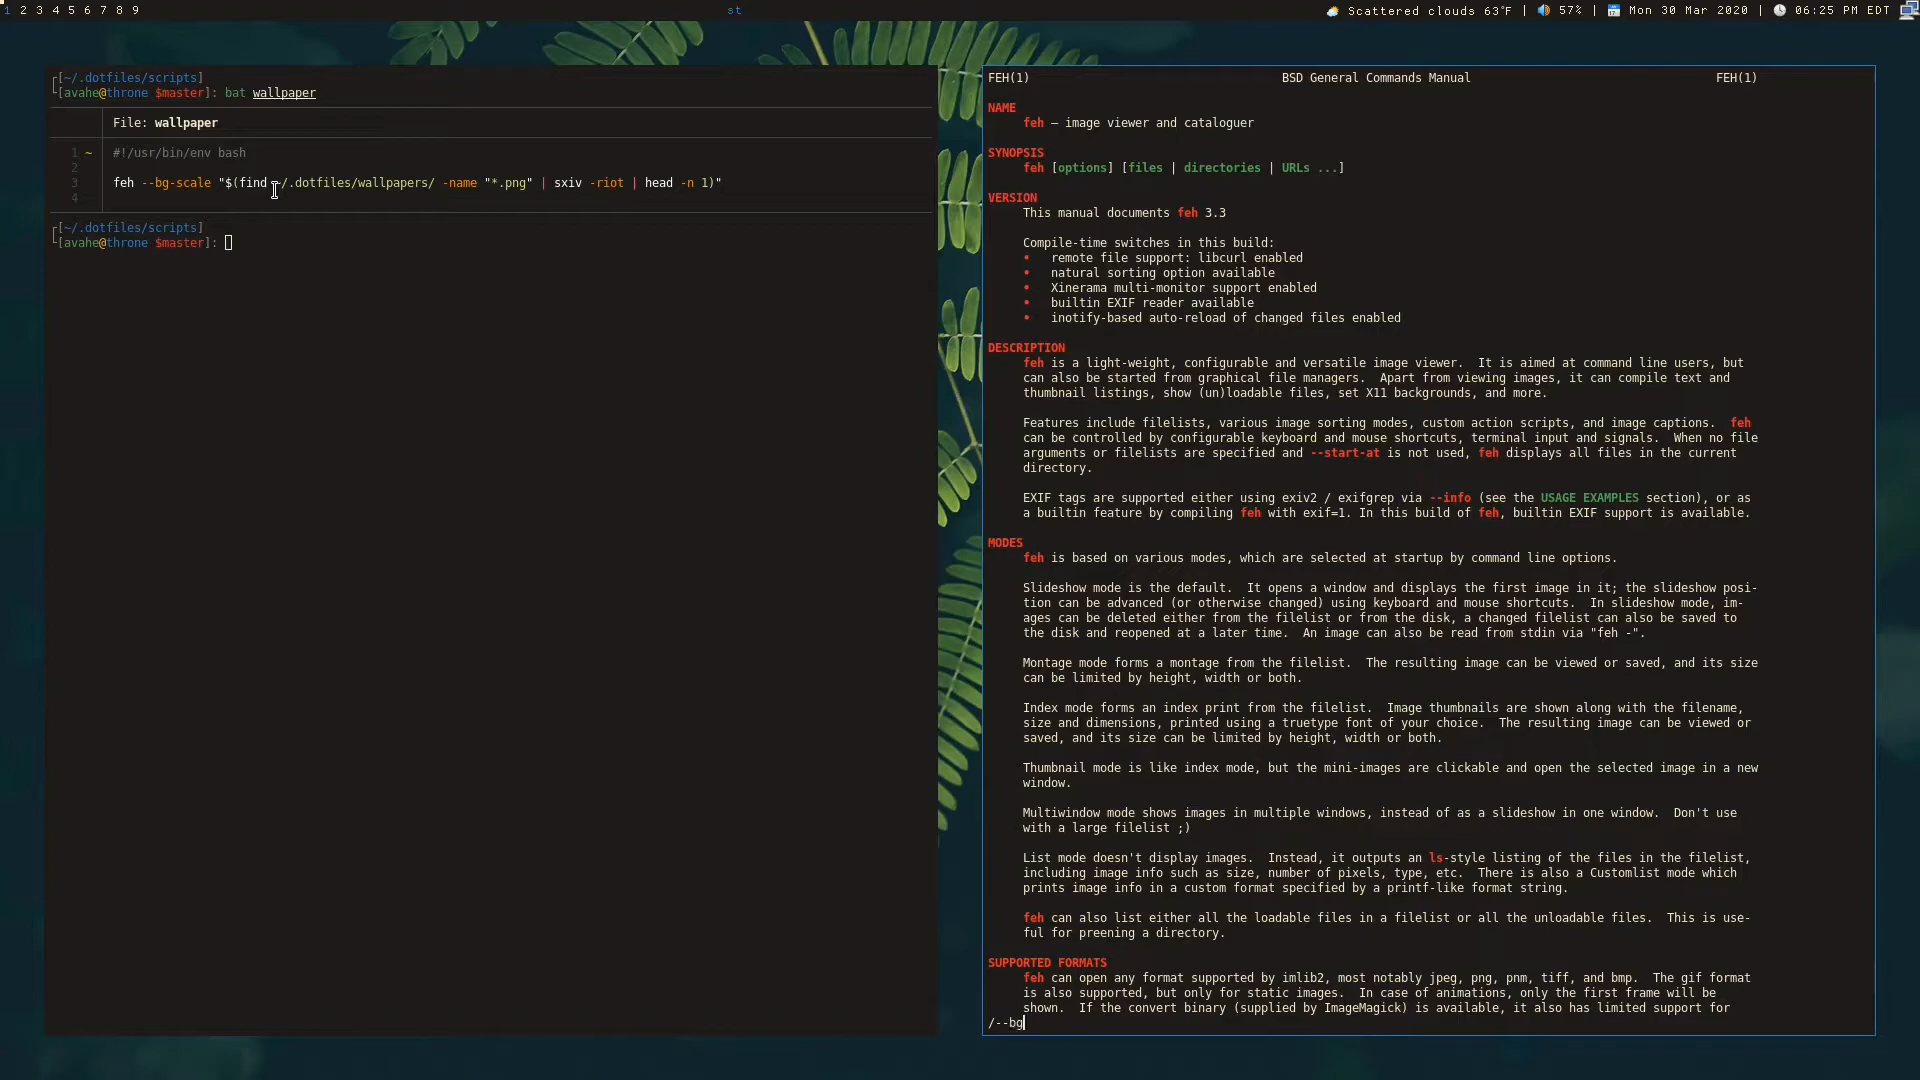 1 2 3 4 5 6 7 8 9
st
Scattered clouds 63°F | 57% | Mon 30 Mar 2020 | 06:25 PM EDT
┌[~/.dotfiles/scripts]
└[avahe@throne $master]: bat wallpaper
File: wallpaper
1 ~ #!/usr/bin/env bash
2
3 feh --bg-scale "$(find ~/.dotfiles/wallpapers/ -name "*.png" | sxiv -riot | head -n 1)"
4
┌[~/.dotfiles/scripts]
└[avahe@throne $master]:
FEH(1) BSD General Commands Manual FEH(1)
NAME
feh — image viewer and cataloguer
SYNOPSIS
feh [options] [files | directories | URLs ...]
VERSION
This manual documents feh 3.3
Compile-time switches in this build:
• remote file support: libcurl enabled
• natural sorting option available
• Xinerama multi-monitor support enabled
• builtin EXIF reader available
• inotify-based auto-reload of changed files enabled
DESCRIPTION
feh is a light-weight, configurable and versatile image viewer. It is aimed at command line users, but
can also be started from graphical file managers. Apart from viewing images, it can compile text and
thumbnail listings, show (un)loadable files, set X11 backgrounds, and more.
Features include filelists, various image sorting modes, custom action scripts, and image captions. feh
can be controlled by configurable keyboard and mouse shortcuts, terminal input and signals. When no file
arguments or filelists are specified and --start-at is not used, feh displays all files in the current
directory.
EXIF tags are supported either using exiv2 / exifgrep via --info (see the USAGE EXAMPLES section), or as
a builtin feature by compiling feh with exif=1. In this build of feh, builtin EXIF support is available.
MODES
feh is based on various modes, which are selected at startup by command line options.
Slideshow mode is the default. It opens a window and displays the first image in it; the slideshow posi-
tion can be advanced (or otherwise changed) using keyboard and mouse shortcuts. In slideshow mode, im-
ages can be deleted either from the filelist or from the disk, a changed filelist can also be saved to
the disk and reopened at a later time. An image can also be read from stdin via "feh -".
Montage mode forms a montage from the filelist. The resulting image can be viewed or saved, and its size
can be limited by height, width or both.
Index mode forms an index print from the filelist. Image thumbnails are shown along with the filename,
size and dimensions, printed using a truetype font of your choice. The resulting image can be viewed or
saved, and its size can be limited by height, width or both.
Thumbnail mode is like index mode, but the mini-images are clickable and open the selected image in a new
window.
Multiwindow mode shows images in multiple windows, instead of as a slideshow in one window. Don't use
with a large filelist ;)
List mode doesn't display images. Instead, it outputs an ls-style listing of the files in the filelist,
including image info such as size, number of pixels, type, etc. There is also a Customlist mode which
prints image info in a custom format specified by a printf-like format string.
feh can also list either all the loadable files in a filelist or all the unloadable files. This is use-
ful for preening a directory.
SUPPORTED FORMATS
feh can open any format supported by imlib2, most notably jpeg, png, pnm, tiff, and bmp. The gif format
is also supported, but only for static images. In case of animations, only the first frame will be
shown. If the convert binary (supplied by ImageMagick) is available, it also has limited support for
/--bg